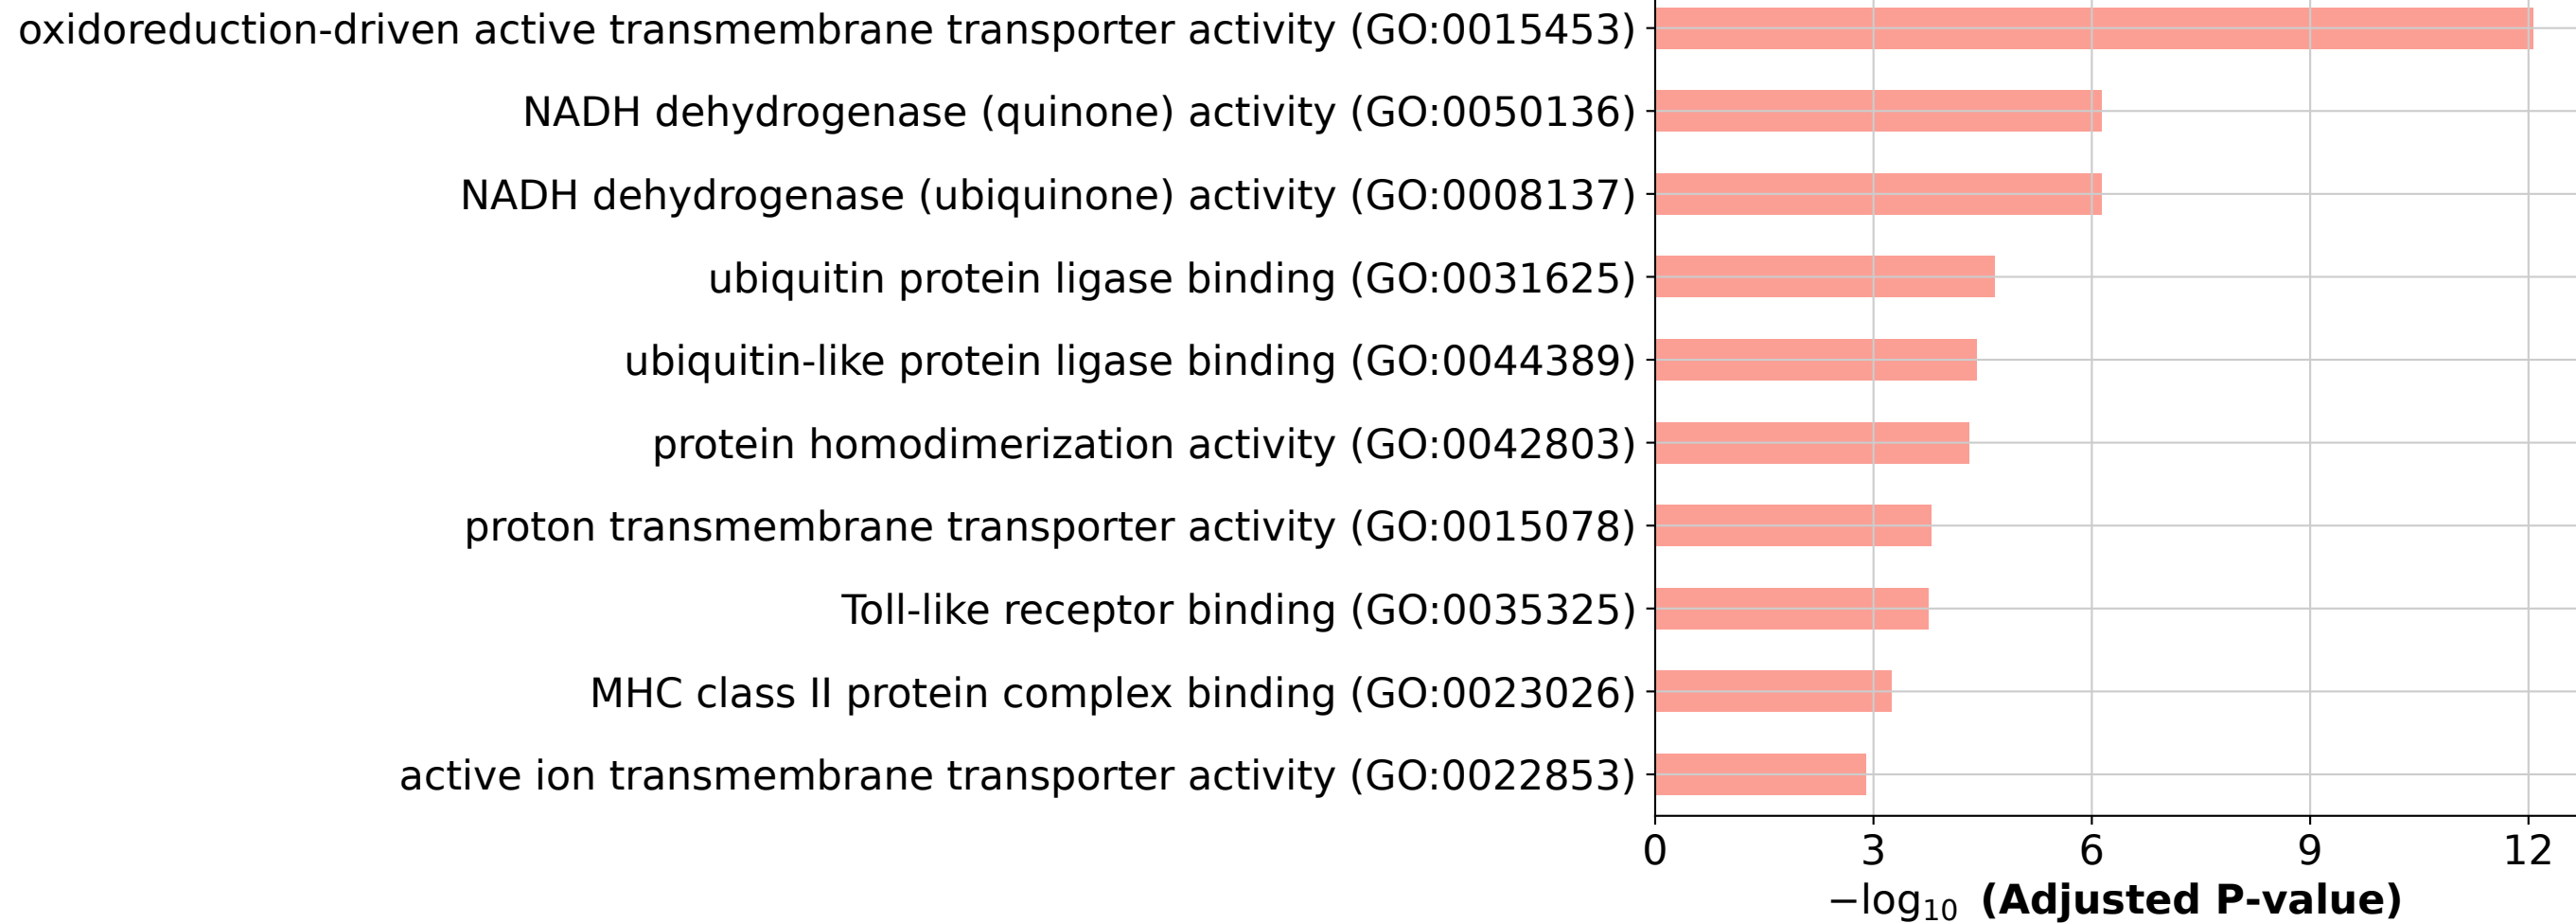 oxidoreduction-driven active transmembrane transporter activity (GO:0015453)
NADH dehydrogenase (quinone) activity (GO:0050136)
NADH dehydrogenase (ubiquinone) activity (GO:0008137)
ubiquitin protein ligase binding (GO:0031625)
ubiquitin-like protein ligase binding (GO:0044389)
protein homodimerization activity (GO:0042803)
proton transmembrane transporter activity (GO:0015078)
Toll-like receptor binding (GO:0035325)
MHC class II protein complex binding (GO:0023026)
active ion transmembrane transporter activity (GO:0022853)
0 3 6 9 12
−log₁₀ (Adjusted P-value)